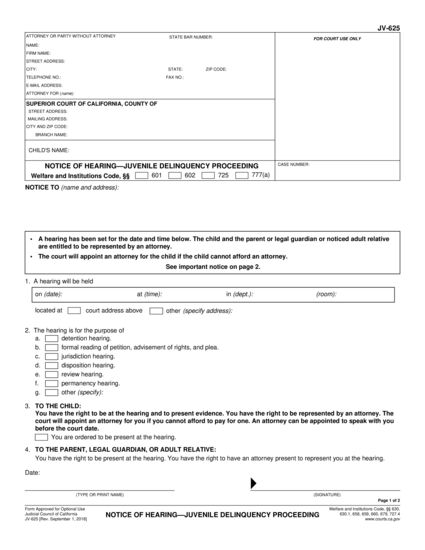 JV-625
ATTORNEY OR PARTY WITHOUT ATTORNEY STATE BAR NUMBER:
FOR COURT USE ONLY
NAME:
FIRM NAME:
STREET ADDRESS:
CITY: STATE: ZIP CODE:
TELEPHONE NO.: FAX NO.:
E-MAIL ADDRESS:
ATTORNEY FOR (name):
SUPERIOR COURT OF CALIFORNIA, COUNTY OF
STREET ADDRESS:
MAILING ADDRESS:
CITY AND ZIP CODE:
BRANCH NAME:
CHILD'S NAME:
NOTICE OF HEARING—JUVENILE DELINQUENCY PROCEEDING
Welfare and Institutions Code, §§ 601 602 725 777(a)
CASE NUMBER:
NOTICE TO (name and address):
• A hearing has been set for the date and time below. The child and the parent or legal guardian or noticed adult relative
are entitled to be represented by an attorney.
• The court will appoint an attorney for the child if the child cannot afford an attorney.
See important notice on page 2.
1. A hearing will be held
on (date): at (time): in (dept.): (room):
located at court address above other (specify address):
2. The hearing is for the purpose of
a. detention hearing.
b. formal reading of petition, advisement of rights, and plea.
c. jurisdiction hearing.
d. disposition hearing.
e. review hearing.
f. permanency hearing.
g. other (specify):
3. TO THE CHILD:
You have the right to be at the hearing and to present evidence. You have the right to be represented by an attorney. The
court will appoint an attorney for you if you cannot afford to pay for one. An attorney can be appointed to speak with you
before the court date.
You are ordered to be present at the hearing.
4. TO THE PARENT, LEGAL GUARDIAN, OR ADULT RELATIVE:
You have the right to be present at the hearing. You have the right to have an attorney present to represent you at the hearing.
Date:
(TYPE OR PRINT NAME) (SIGNATURE)
Page 1 of 2
Form Approved for Optional Use
Judicial Council of California
JV-625 [Rev. September 1, 2018]
NOTICE OF HEARING—JUVENILE DELINQUENCY PROCEEDING
Welfare and Institutions Code, §§ 630,
630.1, 658, 659, 660, 679, 727.4
www.courts.ca.gov